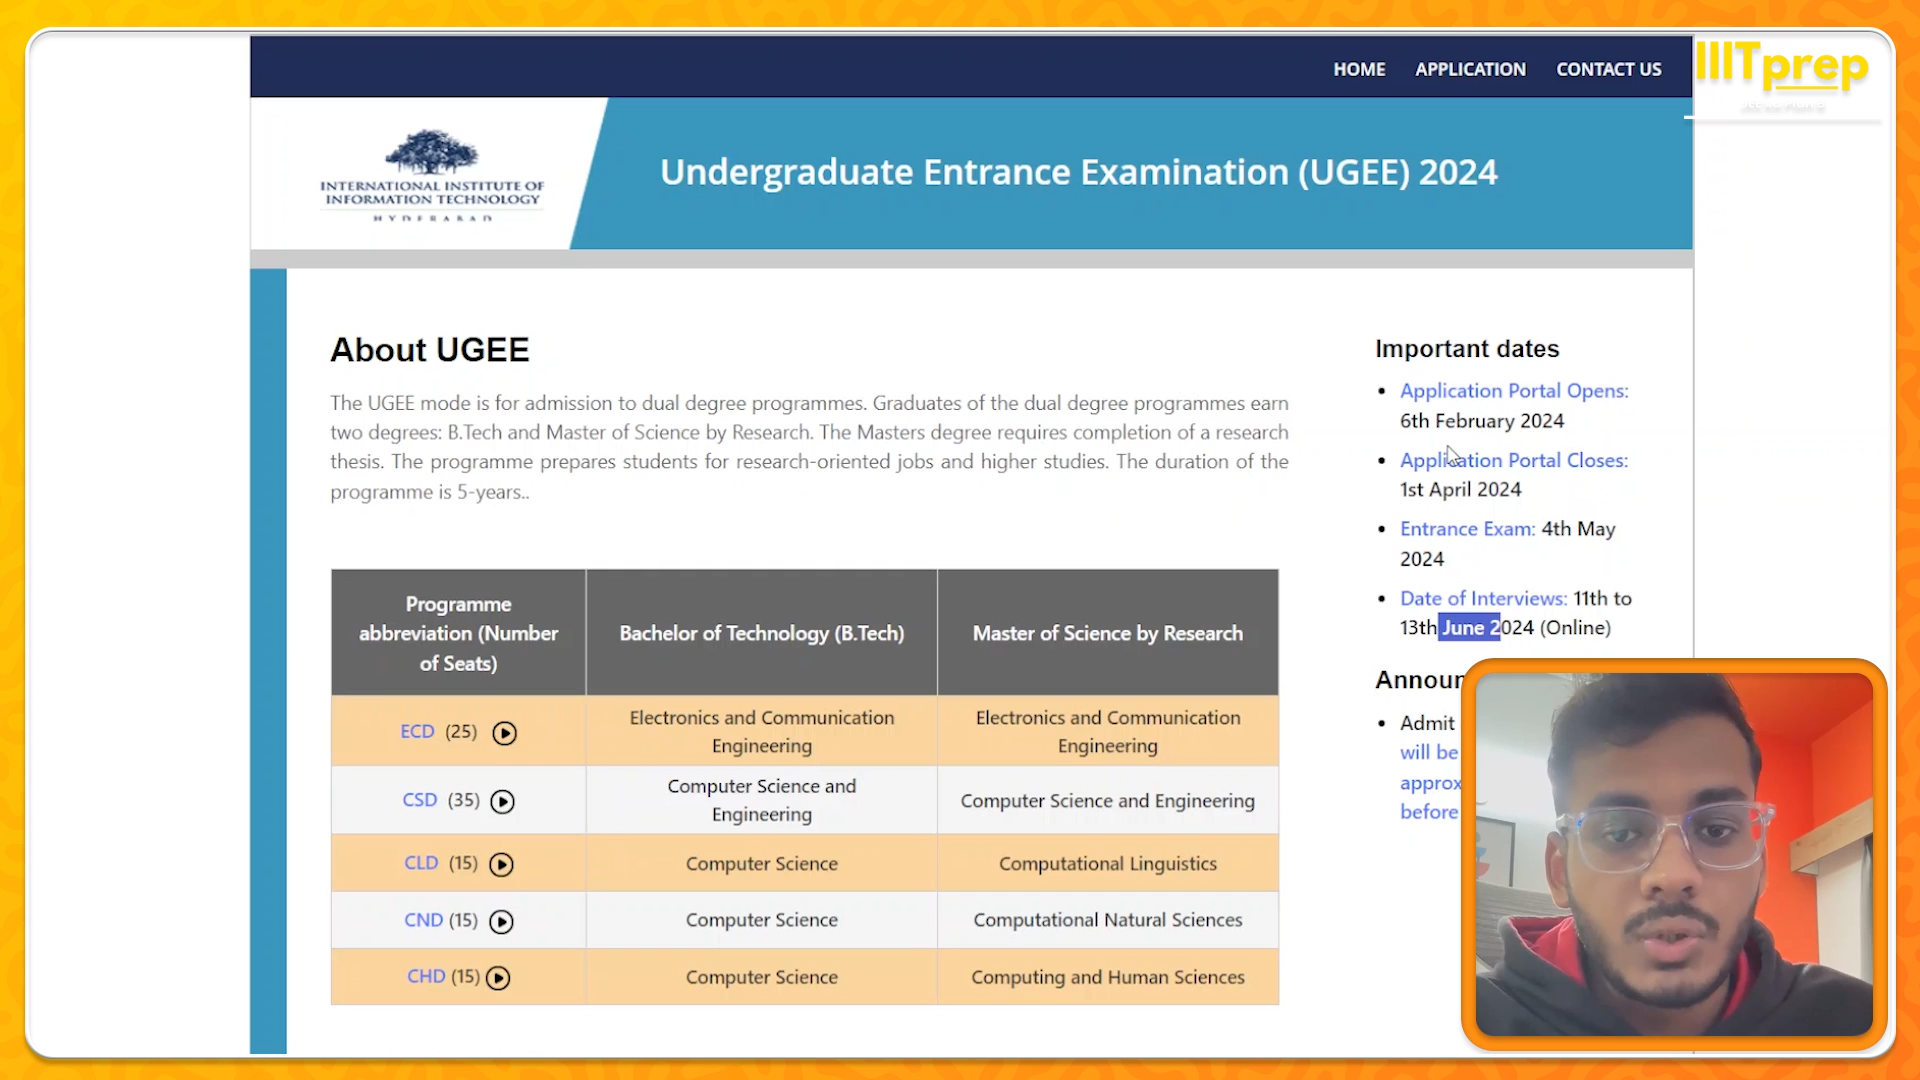 HOME APPLICATION CONTACT US
IIITprep
INTERNATIONAL INSTITUTE OF
INFORMATION TECHNOLOGY
HYDERABAD
Undergraduate Entrance Examination (UGEE) 2024
About UGEE
The UGEE mode is for admission to dual degree programmes. Graduates of the dual degree programmes earn
two degrees: B.Tech and Master of Science by Research. The Masters degree requires completion of a research
thesis. The programme prepares students for research-oriented jobs and higher studies. The duration of the
programme is 5-years..
Programme
abbreviation (Number
of Seats)
Bachelor of Technology (B.Tech)
Master of Science by Research
ECD (25)
Electronics and Communication
Engineering
Electronics and Communication
Engineering
CSD (35)
Computer Science and
Engineering
Computer Science and Engineering
CLD (15)
Computer Science
Computational Linguistics
CND (15)
Computer Science
Computational Natural Sciences
CHD (15)
Computer Science
Computing and Human Sciences
Important dates
• Application Portal Opens:
6th February 2024
• Application Portal Closes:
1st April 2024
• Entrance Exam: 4th May
2024
• Date of Interviews: 11th to
13th June 2024 (Online)
Announ
• Admit
will be
approx
before